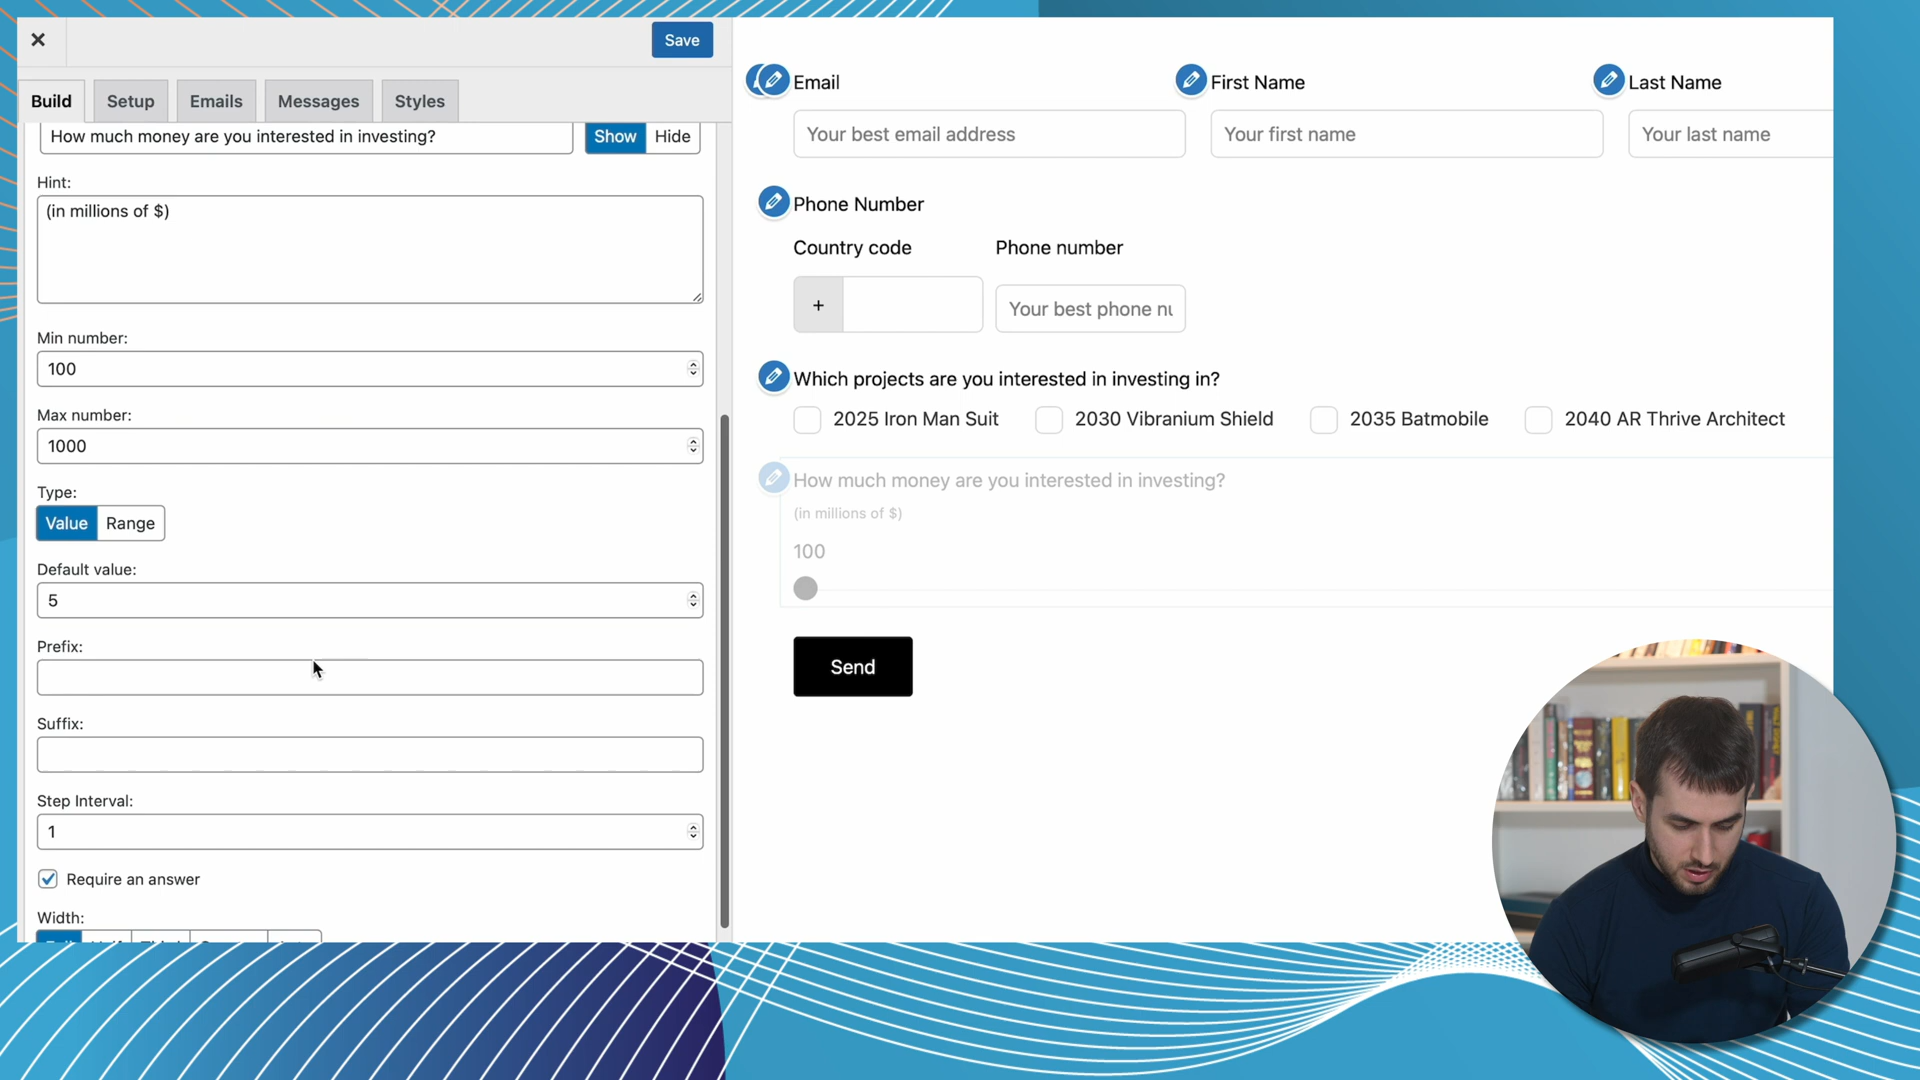 Save
Build
Setup
Emails
Messages
Styles
How much money are you interested in investing?
Show
Hide
Hint:
(in millions of $)
Min number:
100
Max number:
1000
Type:
Value
Range
Default value:
5
Prefix:
Suffix:
Step Interval:
1
Require an answer
Width:
Email
First Name
Last Name
Your best email address
Your first name
Your last name
Phone Number
Country code
Phone number
+
Your best phone nu
Which projects are you interested in investing in?
2025 Iron Man Suit
2030 Vibranium Shield
2035 Batmobile
2040 AR Thrive Architect
How much money are you interested in investing?
(in millions of $)
100
Send